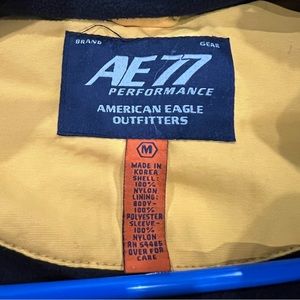 BRAND GEAR
AE77
PERFORMANCE
AMERICAN EAGLE
OUTFITTERS
M
MADE IN
KOREA
SHELL:
100%
NYLON
LINING:
BODY-
100%
POLYESTER
SLEEVE-
100%
NYLON
RN 54485
OVER FOR
CARE